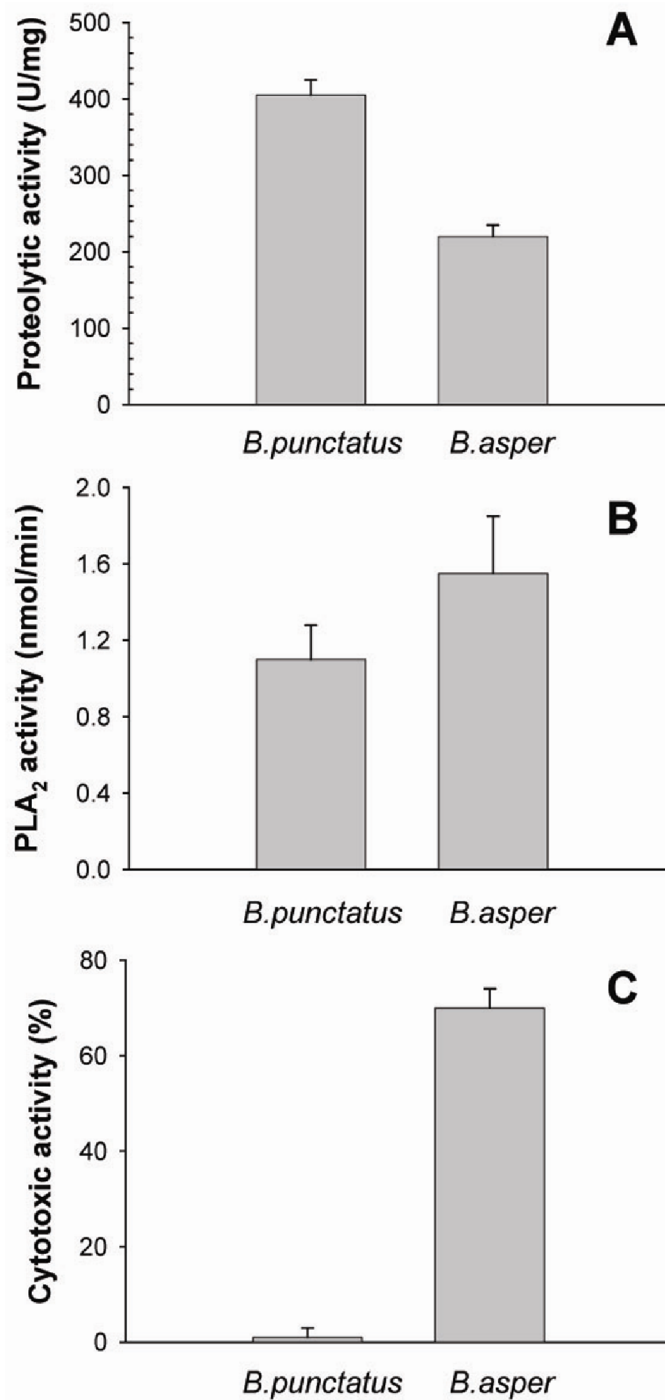 A
Proteolytic activity (U/mg)
500
400
300
200
100
0
B.punctatus B.asper
B
PLA₂ activity (nmol/min)
2.0
1.6
1.2
0.8
0.4
0.0
B.punctatus B.asper
C
Cytotoxic activity (%)
80
60
40
20
0
B.punctatus B.asper